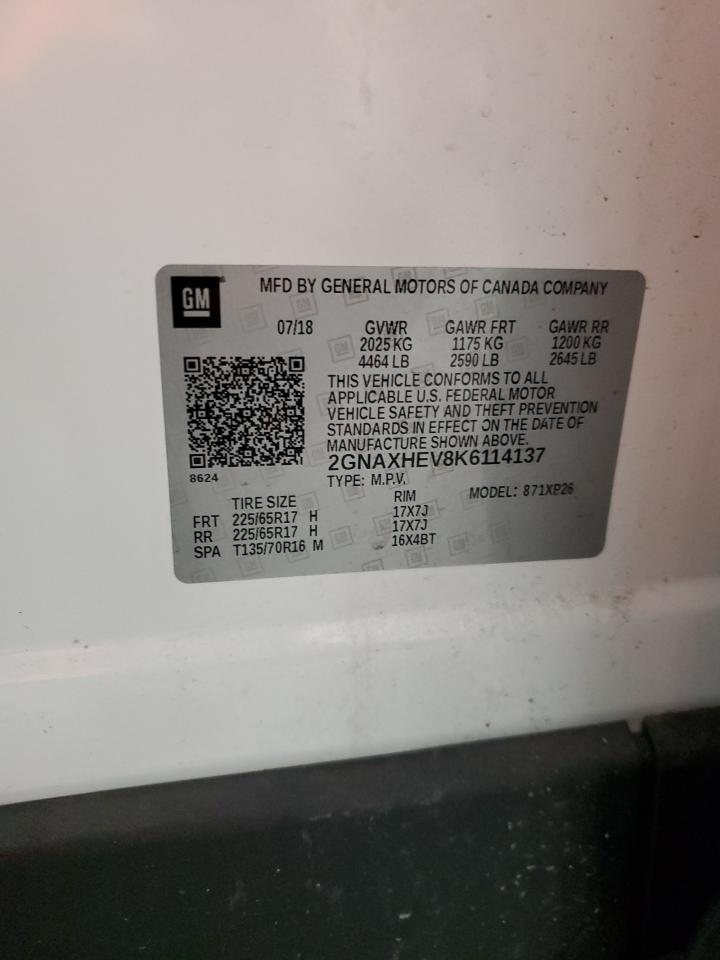 GM
MFD BY GENERAL MOTORS OF CANADA COMPANY
07/18 GVWR GAWR FRT GAWR RR
2025 KG 1175 KG 1200 KG
4464 LB 2590 LB 2645 LB
THIS VEHICLE CONFORMS TO ALL
APPLICABLE U.S. FEDERAL MOTOR
VEHICLE SAFETY AND THEFT PREVENTION
STANDARDS IN EFFECT ON THE DATE OF
MANUFACTURE SHOWN ABOVE.
2GNAXHEV8K6114137
8624
TYPE: M.P.V.
MODEL: 871XP26
TIRE SIZE RIM
FRT 225/65R17 H 17X7J
RR 225/65R17 H 17X7J
SPA T135/70R16 M 16X4BT